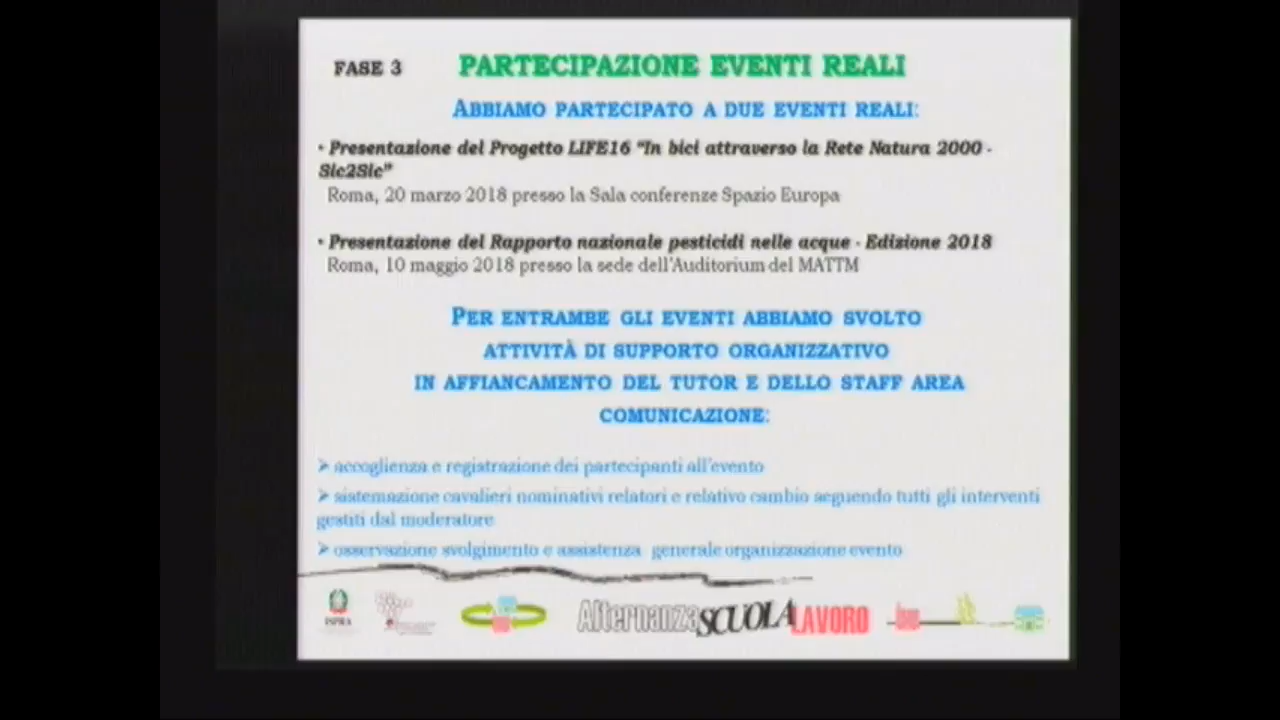 FASE 3 PARTECIPAZIONE EVENTI REALI
ABBIAMO PARTECIPATO A DUE EVENTI REALI:
• Presentazione del Progetto LIFE16 "In bici attraverso la Rete Natura 2000 -
Sic2Sic"
Roma, 20 marzo 2018 presso la Sala conferenze Spazio Europa
• Presentazione del Rapporto nazionale pesticidi nelle acque - Edizione 2018
Roma, 10 maggio 2018 presso la sede dell'Auditorium del MATTM
PER ENTRAMBE GLI EVENTI ABBIAMO SVOLTO
ATTIVITÀ DI SUPPORTO ORGANIZZATIVO
IN AFFIANCAMENTO DEL TUTOR E DELLO STAFF AREA
COMUNICAZIONE:
➢ accoglienza e registrazione dei partecipanti all'evento
➢ sistemazione cavalieri nominativi relatori e relativo cambio seguendo tutti gli interventi
gestiti dal moderatore
➢ osservazione svolgimento e assistenza generale organizzazione evento
ISPRA
AlternanzaSCUOLALAVORO